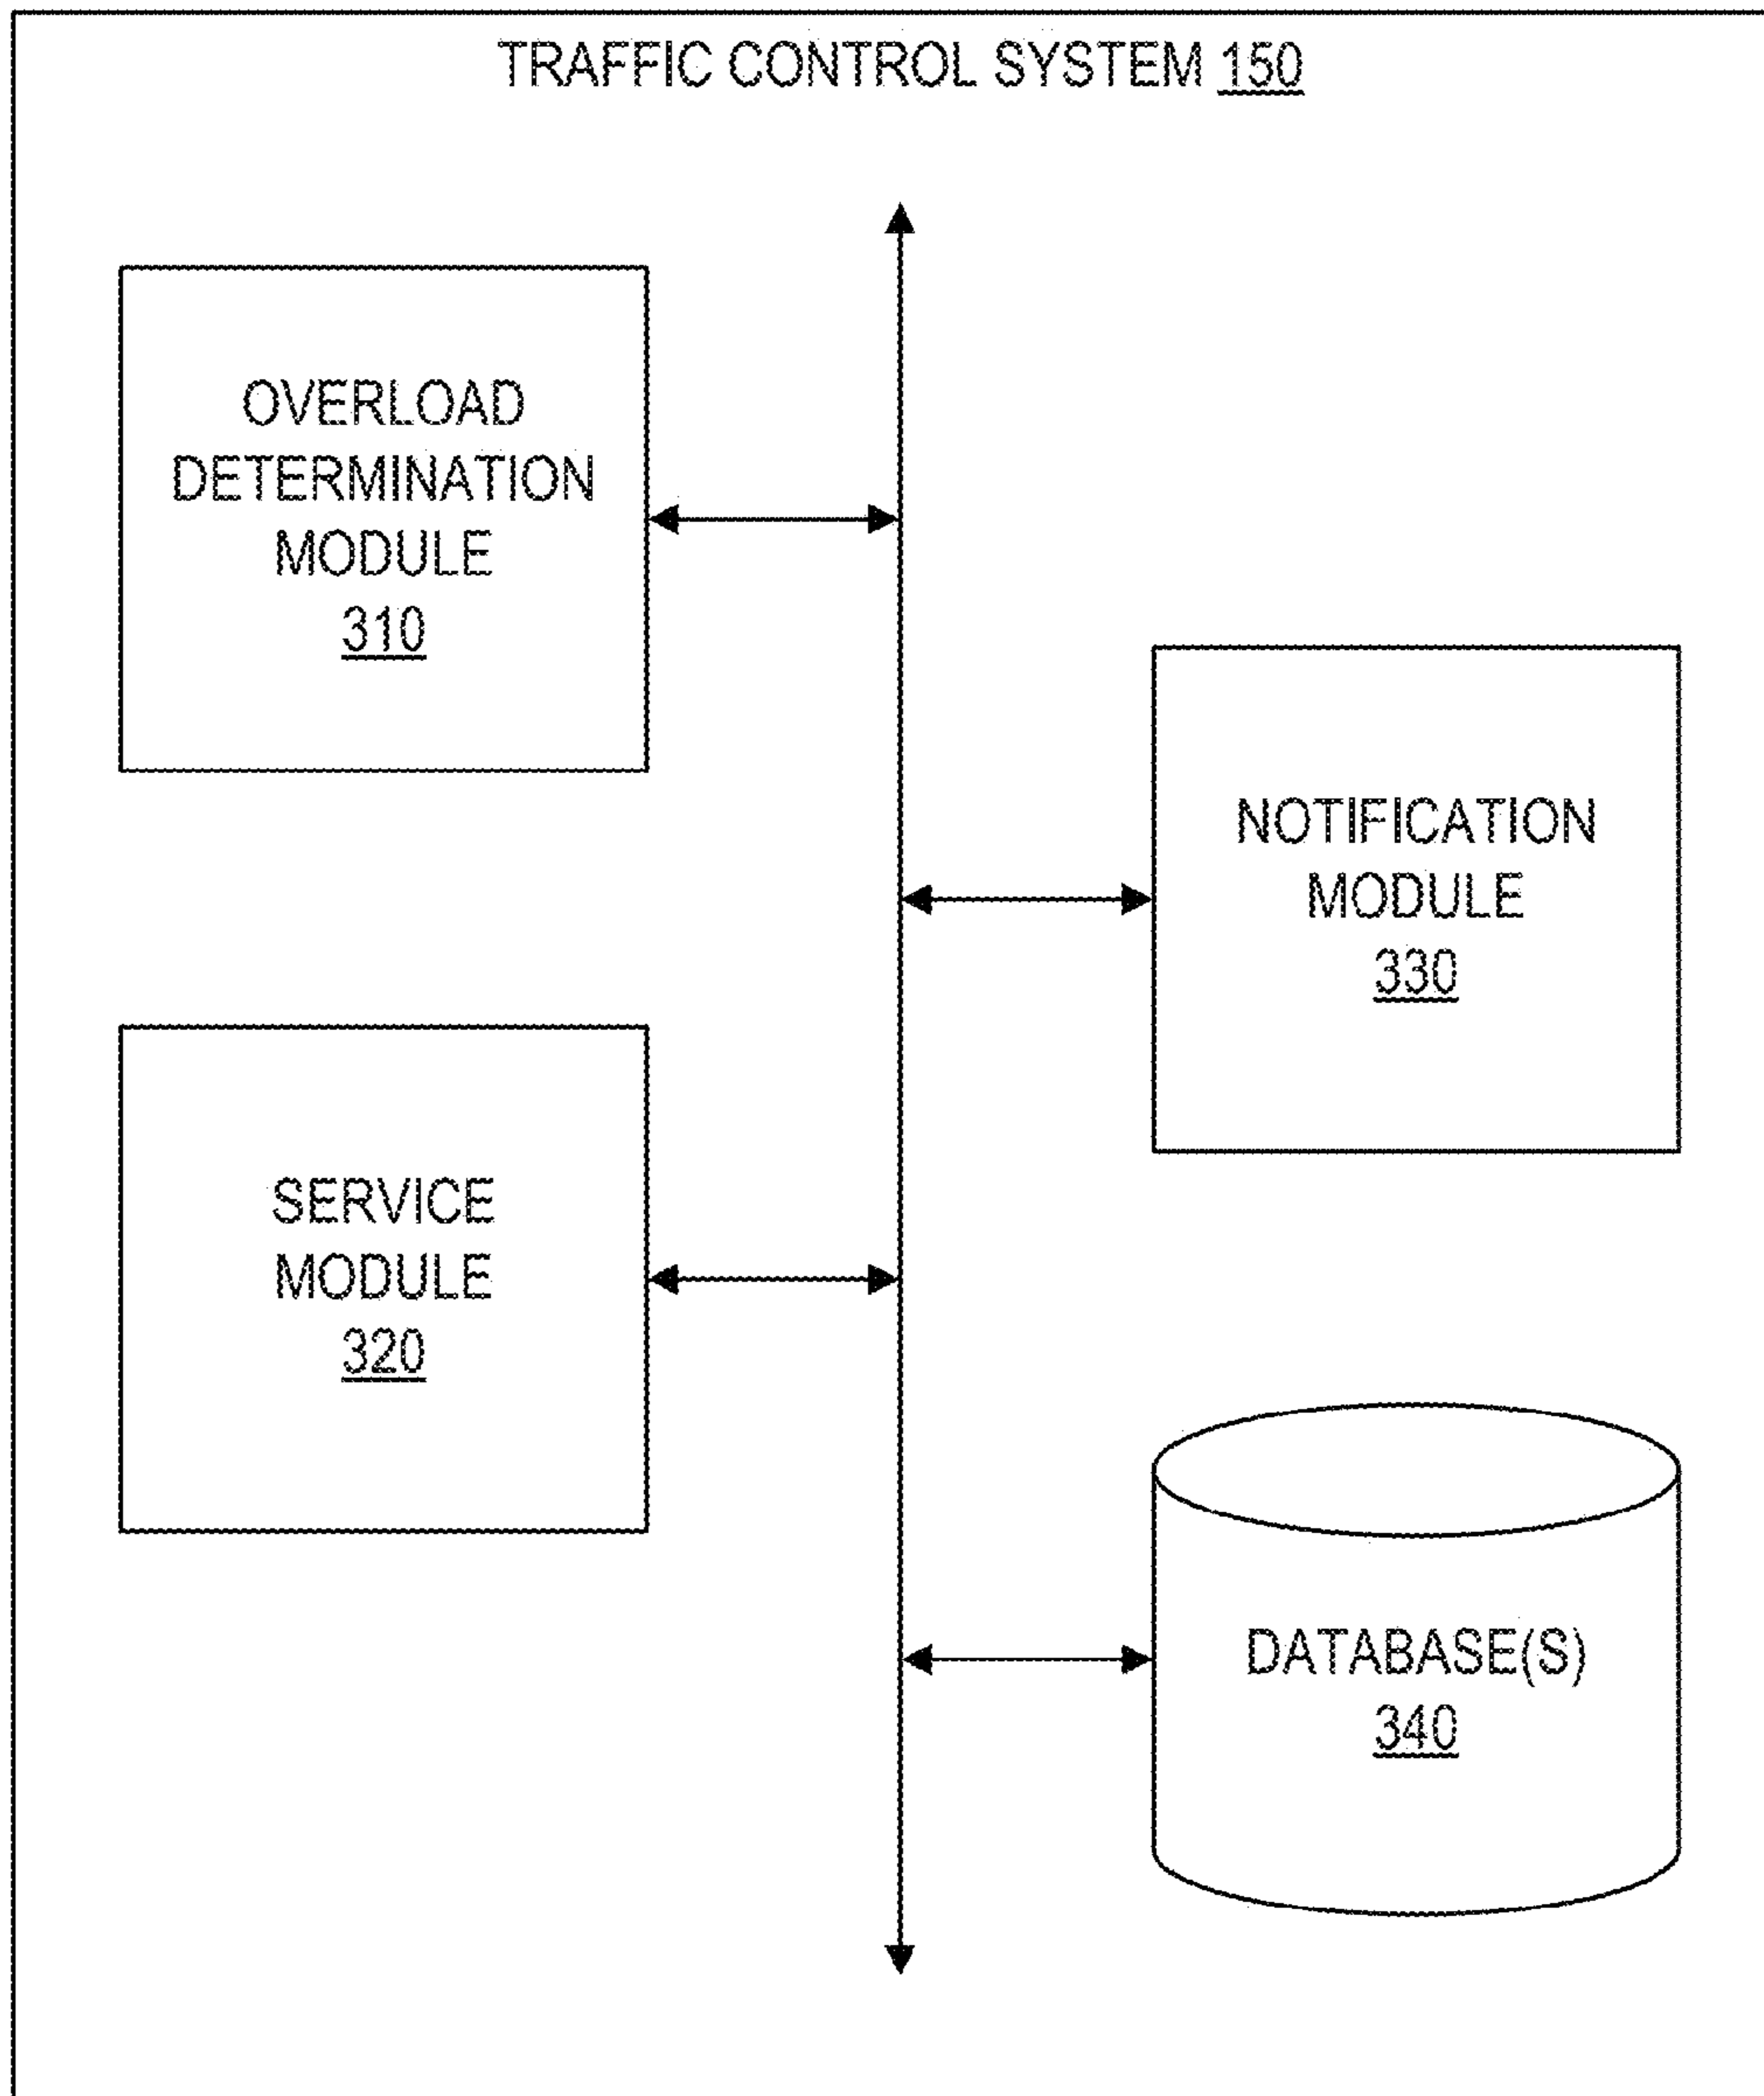 TRAFFIC CONTROL SYSTEM 150
OVERLOAD
DETERMINATION
MODULE
310
NOTIFICATION
MODULE
330
SERVICE
MODULE
320
DATABASE(S)
340